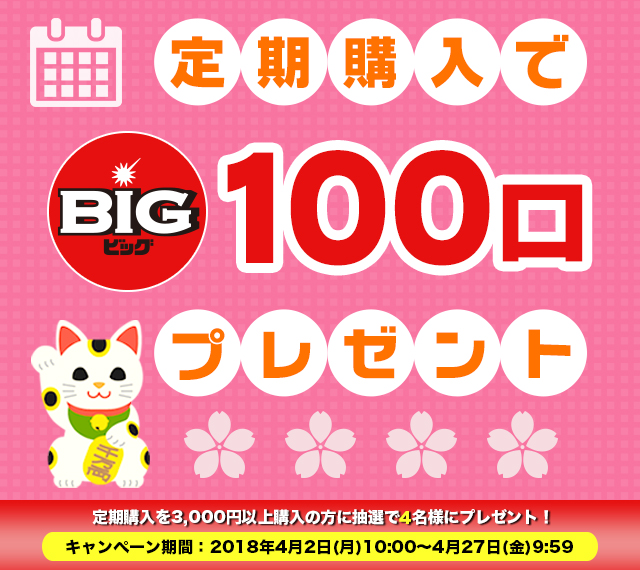 定期購入で
BIG
ビッグ
100口
プレゼント
定期購入を3,000円以上購入の方に抽選で4名様にプレゼント！
キャンペーン期間：2018年4月2日(月)10:00～4月27日(金)9:59